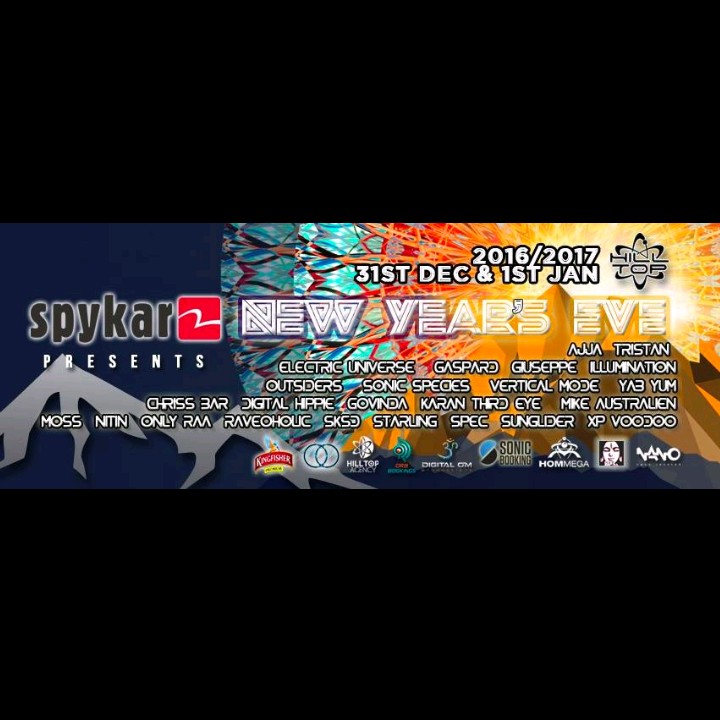 2016/2017
31ST DEC & 1ST JAN
HILLTOP
spykar
NEW YEAR'S EVE
PRESENTS
AJJA TRISTAN
ELECTRIC UNIVERSE GASPARD GIUSEPPE ILLUMINATION
OUTSIDERS SONIC SPECIES VERTICAL MODE YAB YUM
CHRISS BAR DIGITAL HIPPIE GOVINDA KARAN THIRD EYE MIKE AUSTRALIEN
MOSS NITIN ONLY RAA RAVEOHOLIC SKSD STARLING SPEC SUNGLIDER XP VOODOO
KINGFISHER
HILLTOP
AGENCY
BOOKINGS
DIGITAL OM
SONIC
BOOKING
HOMMEGA
NANO